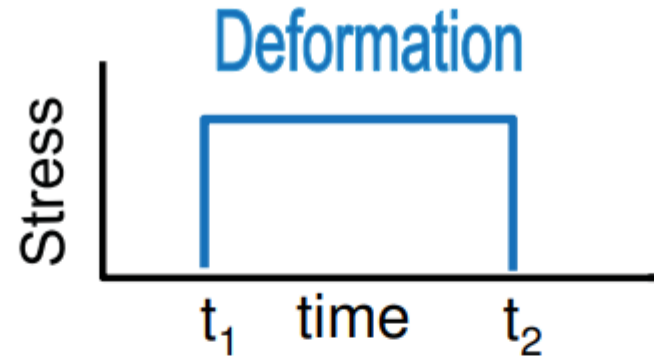 Deformation
Stress
t₁ time t₂